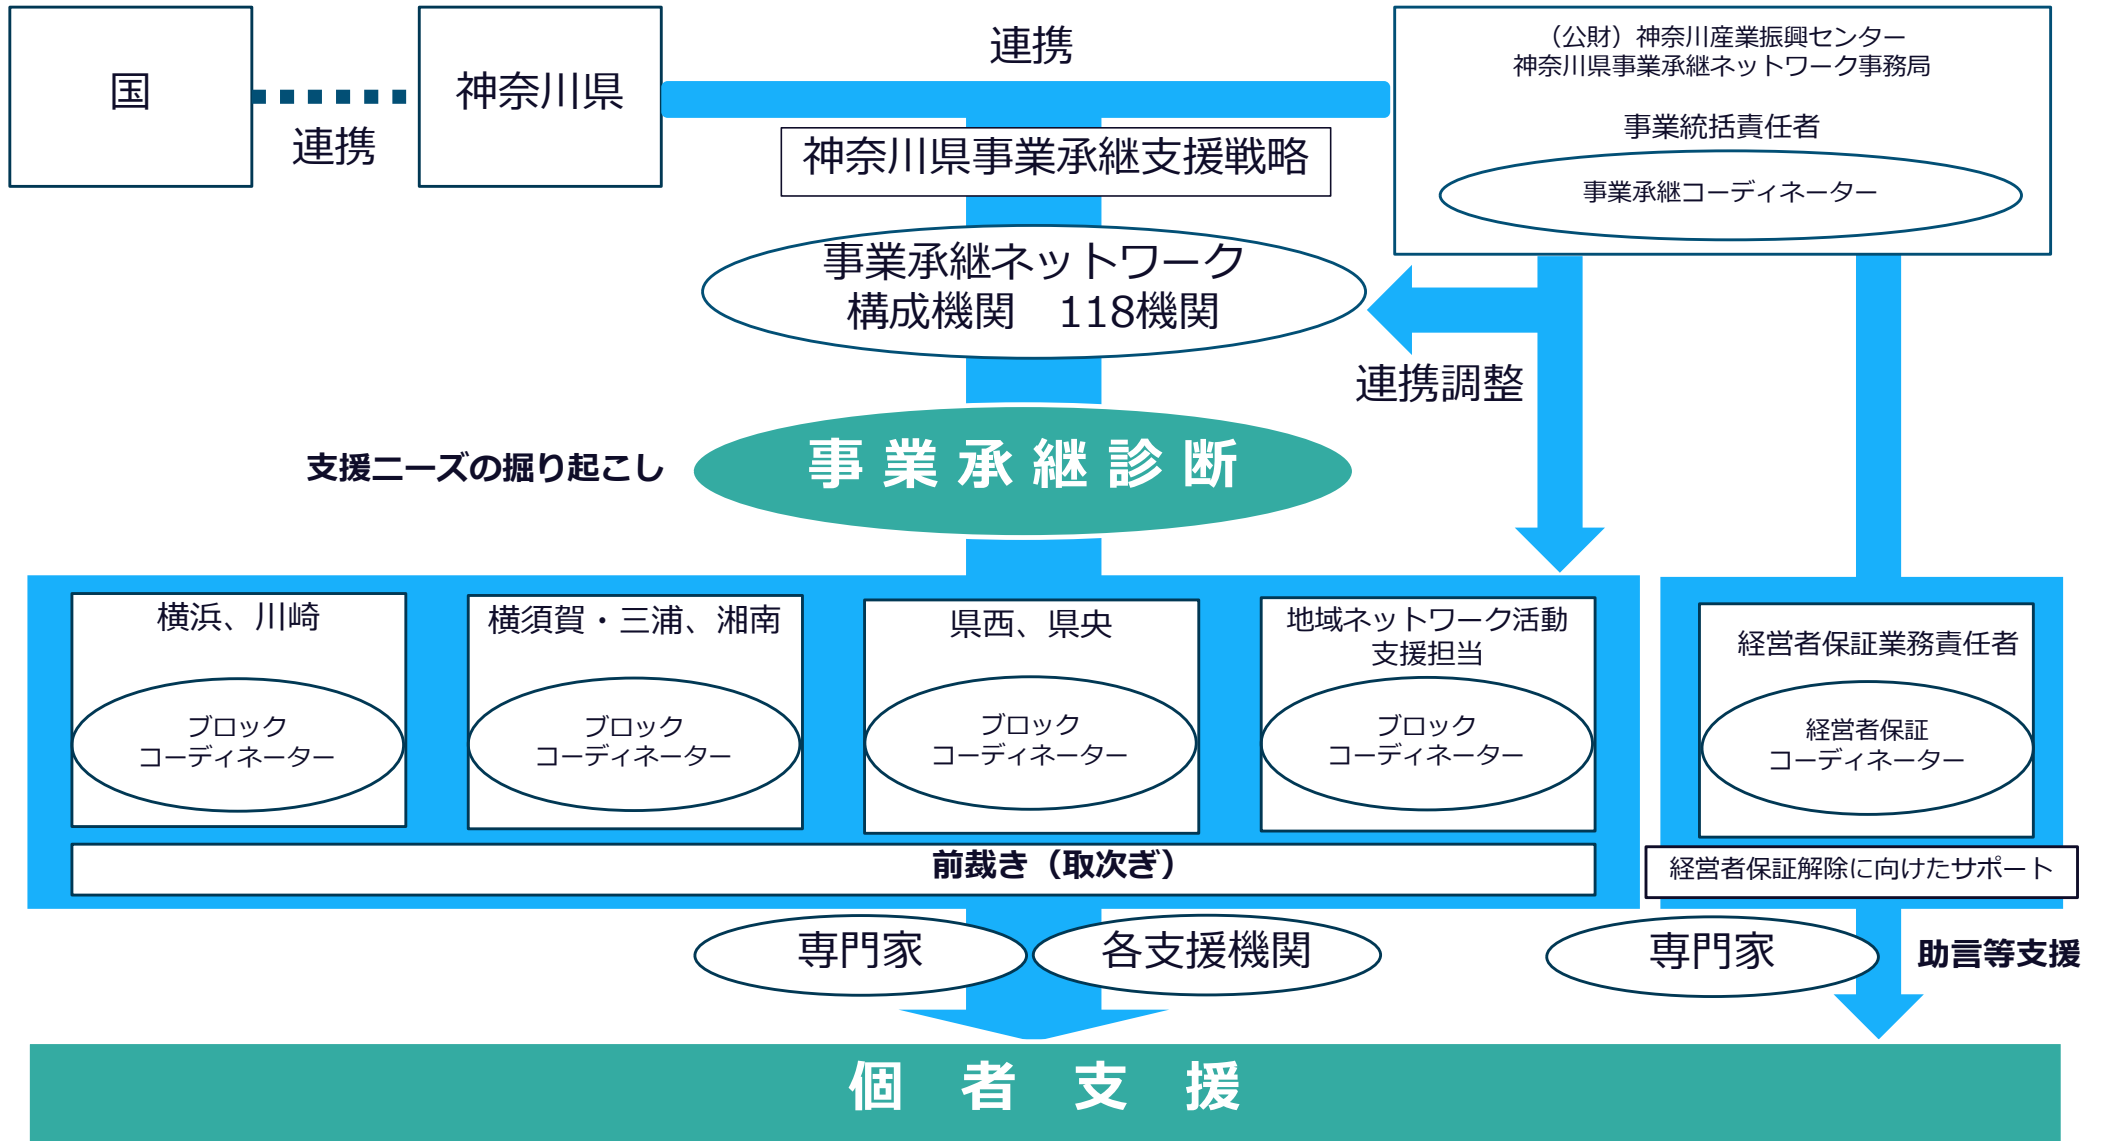 国
連携
神奈川県
連携
（公財）神奈川産業振興センター
神奈川県事業承継ネットワーク事務局
事業統括責任者
事業承継コーディネーター
神奈川県事業承継支援戦略
事業承継ネットワーク
構成機関　118機関
連携調整
支援ニーズの掘り起こし
事業承継診断
横浜、川崎
ブロック
コーディネーター
横須賀・三浦、湘南
ブロック
コーディネーター
県西、県央
ブロック
コーディネーター
地域ネットワーク活動
支援担当
ブロック
コーディネーター
経営者保証業務責任者
経営者保証
コーディネーター
前裁き（取次ぎ）
経営者保証解除に向けたサポート
専門家
各支援機関
専門家
助言等支援
個　者　支　援